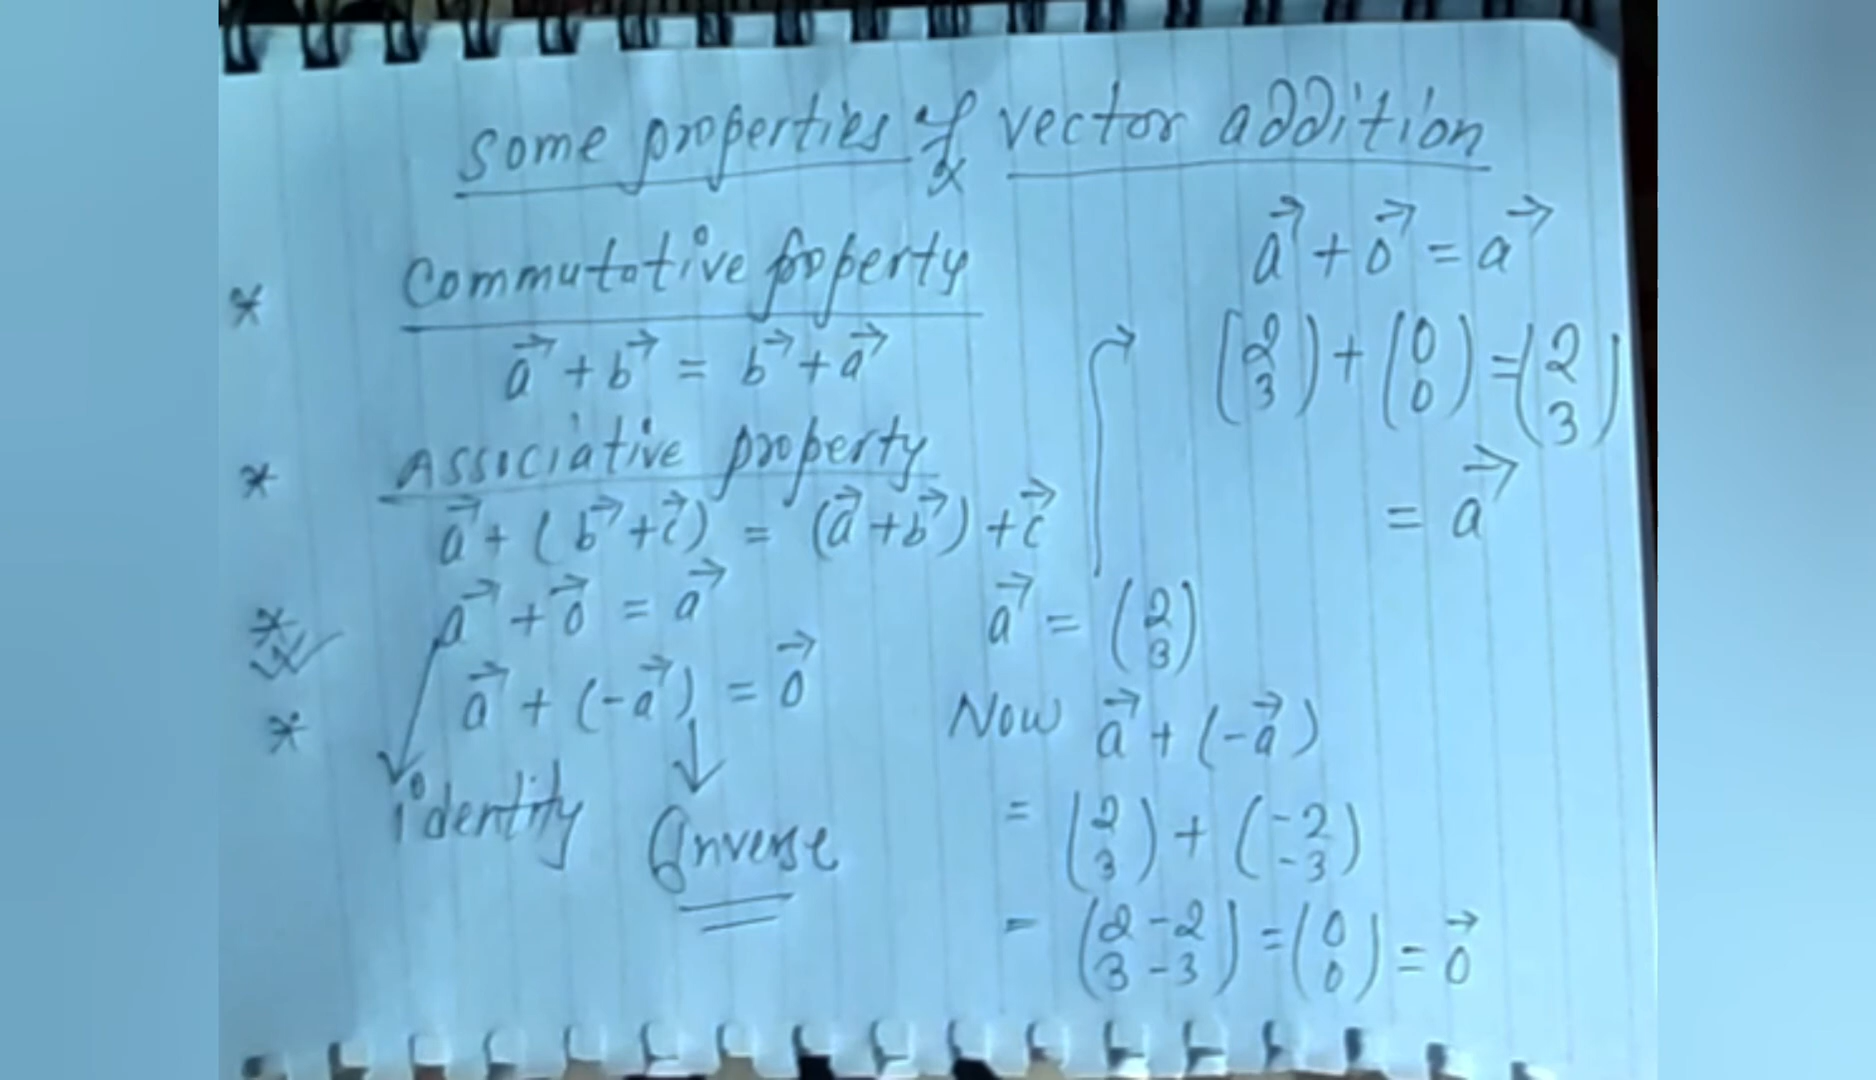 some properties of vector addition
* Commutative property
a⃗ + b⃗ = b⃗ + a⃗
* Associative property
a⃗ + (b⃗ + c⃗) = (a⃗ + b⃗) + c⃗
* a⃗ + 0⃗ = a⃗
* a⃗ + (-a⃗) = 0⃗
identity
Inverse
a⃗ + 0⃗ = a⃗
(2 3) + (0 0) = (2 3)
= a⃗
a⃗ = (2 3)
Now a⃗ + (-a⃗)
= (2 3) + (-2 -3)
= (2-2 3-3) = (0 0) = 0⃗